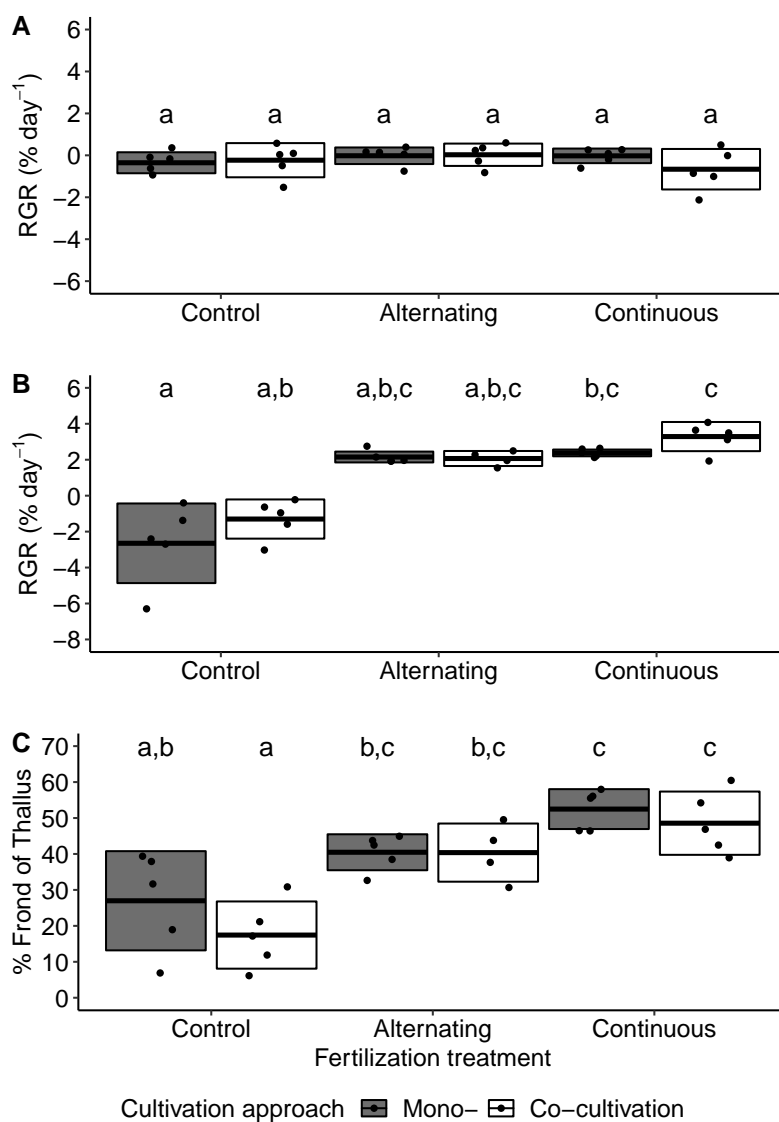 A
RGR (% day⁻¹)
6
4
2
0
−2
−4
−6
a a a a a a
Control Alternating Continuous
B
RGR (% day⁻¹)
6
4
2
0
−2
−4
−6
−8
a a,b a,b,c a,b,c b,c c
Control Alternating Continuous
C
% Frond of Thallus
70
60
50
40
30
20
10
0
a,b a b,c b,c c c
Control Alternating Continuous
Fertilization treatment
Cultivation approach Mono− Co−cultivation